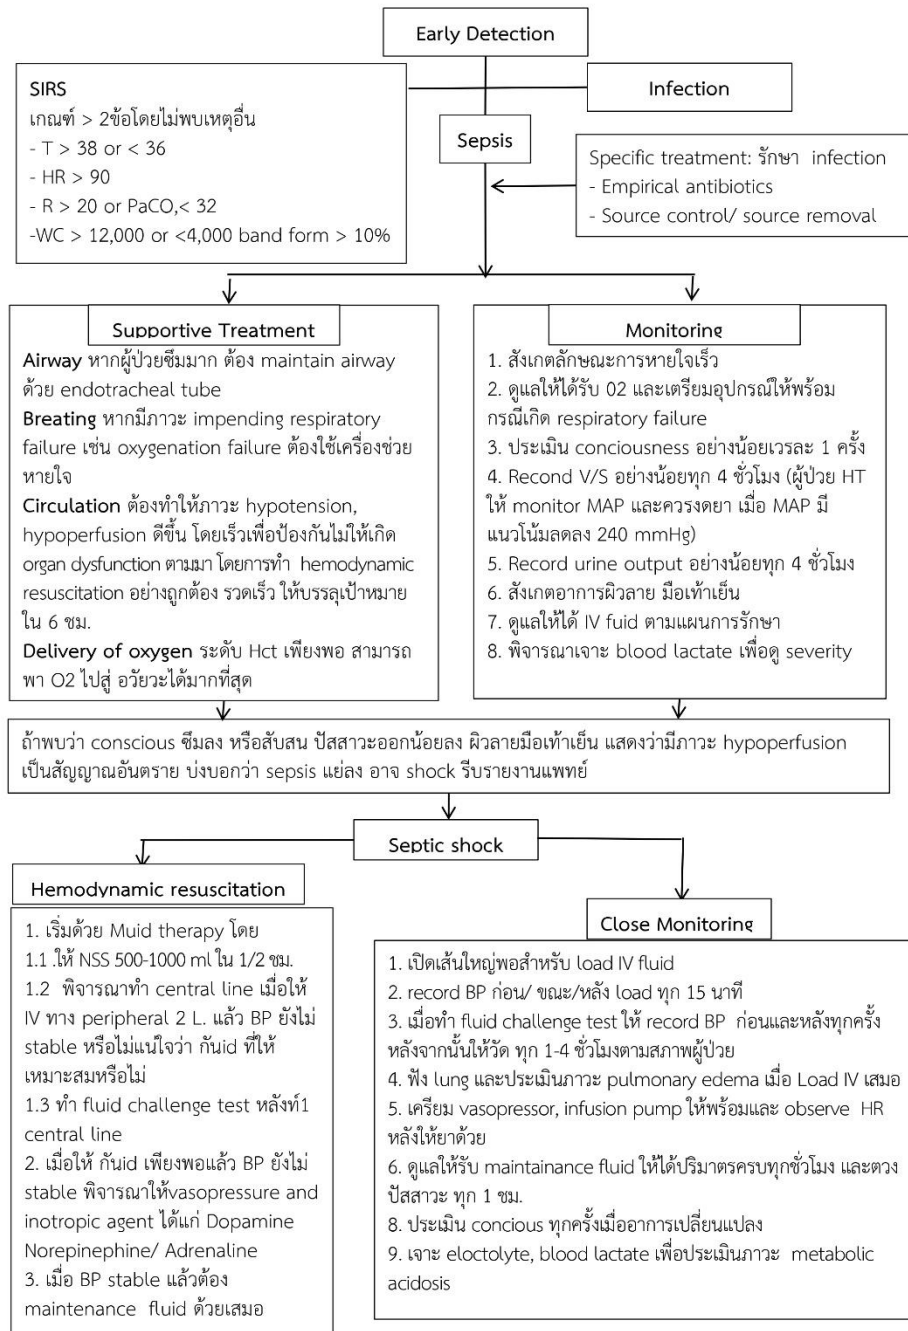 Early Detection
SIRS
เกณฑ์ > 2ข้อโดยไม่พบเหตุอื่น
- T > 38 or < 36
- HR > 90
- R > 20 or PaCO,< 32
-WC > 12,000 or <4,000 band form > 10%
Infection
Sepsis
Specific treatment: รักษา infection
- Empirical antibiotics
- Source control/ source removal
Supportive Treatment
Airway หากผู้ป่วยซึมมาก ต้อง maintain airway
ด้วย endotracheal tube
Breating หากมีภาวะ impending respiratory
failure เช่น oxygenation failure ต้องใช้เครื่องช่วย
หายใจ
Circulation ต้องทำให้ภาวะ hypotension,
hypoperfusion ดีขึ้น โดยเร็วเพื่อป้องกันไม่ให้เกิด
organ dysfunction ตามมา โดยการทำ hemodynamic
resuscitation อย่างถูกต้อง รวดเร็ว ให้บรรลุเป้าหมาย
ใน 6 ชม.
Delivery of oxygen ระดับ Hct เพียงพอ สามารถ
พา O2 ไปสู่ อวัยวะได้มากที่สุด
Monitoring
1. สังเกตลักษณะการหายใจเร็ว
2. ดูแลให้ได้รับ 02 และเตรียมอุปกรณ์ให้พร้อม
กรณีเกิด respiratory failure
3. ประเมิน conciousness อย่างน้อยเวรละ 1 ครั้ง
4. Recond V/S อย่างน้อยทุก 4 ชั่วโมง (ผู้ป่วย HT
ให้ monitor MAP และควรงดยา เมื่อ MAP มี
แนวโน้มลดลง 240 mmHg)
5. Record urine output อย่างน้อยทุก 4 ชั่วโมง
6. สังเกตอาการผิวลาย มือเท้าเย็น
7. ดูแลให้ได้ IV fuid ตามแผนการรักษา
8. พิจารณาเจาะ blood lactate เพื่อดู severity
ถ้าพบว่า conscious ซึมลง หรือสับสน ปัสสาวะออกน้อยลง ผิวลายมือเท้าเย็น แสดงว่ามีภาวะ hypoperfusion
เป็นสัญญาณอันตราย บ่งบอกว่า sepsis แย่ลง อาจ shock รีบรายงานแพทย์
Septic shock
Hemodynamic resuscitation
1. เริ่มด้วย Muid therapy โดย
1.1 .ให้ NSS 500-1000 ml ใน 1/2 ชม.
1.2 พิจารณาทำ central line เมื่อให้
IV ทาง peripheral 2 L. แล้ว BP ยังไม่
stable หรือไม่แน่ใจว่า กันid ที่ให้
เหมาะสมหรือไม่
1.3 ทำ fluid challenge test หลังท์1
central line
2. เมื่อให้ กันid เพียงพอแล้ว BP ยังไม่
stable พิจารณาให้vasopressure and
inotropic agent ได้แก่ Dopamine
Norepinephine/ Adrenaline
3. เมื่อ BP stable แล้วต้อง
maintenance fluid ด้วยเสมอ
Close Monitoring
1. เปิดเส้นใหญ่พอสำหรับ load IV fluid
2. record BP ก่อน/ ขณะ/หลัง load ทุก 15 นาที
3. เมื่อทำ fluid challenge test ให้ record BP ก่อนและหลังทุกครั้ง
หลังจากนั้นให้วัด ทุก 1-4 ชั่วโมงตามสภาพผู้ป่วย
4. ฟัง lung และประเมินภาวะ pulmonary edema เมื่อ Load IV เสมอ
5. เครียม vasopressor, infusion pump ให้พร้อมและ observe HR
หลังให้ยาด้วย
6. ดูแลให้รับ maintainance fluid ให้ได้ปริมาตรครบทุกชั่วโมง และตวง
ปัสสาวะ ทุก 1 ชม.
8. ประเมิน concious ทุกครั้งเมื่ออาการเปลี่ยนแปลง
9. เจาะ eloctolyte, blood lactate เพื่อประเมินภาวะ metabolic
acidosis